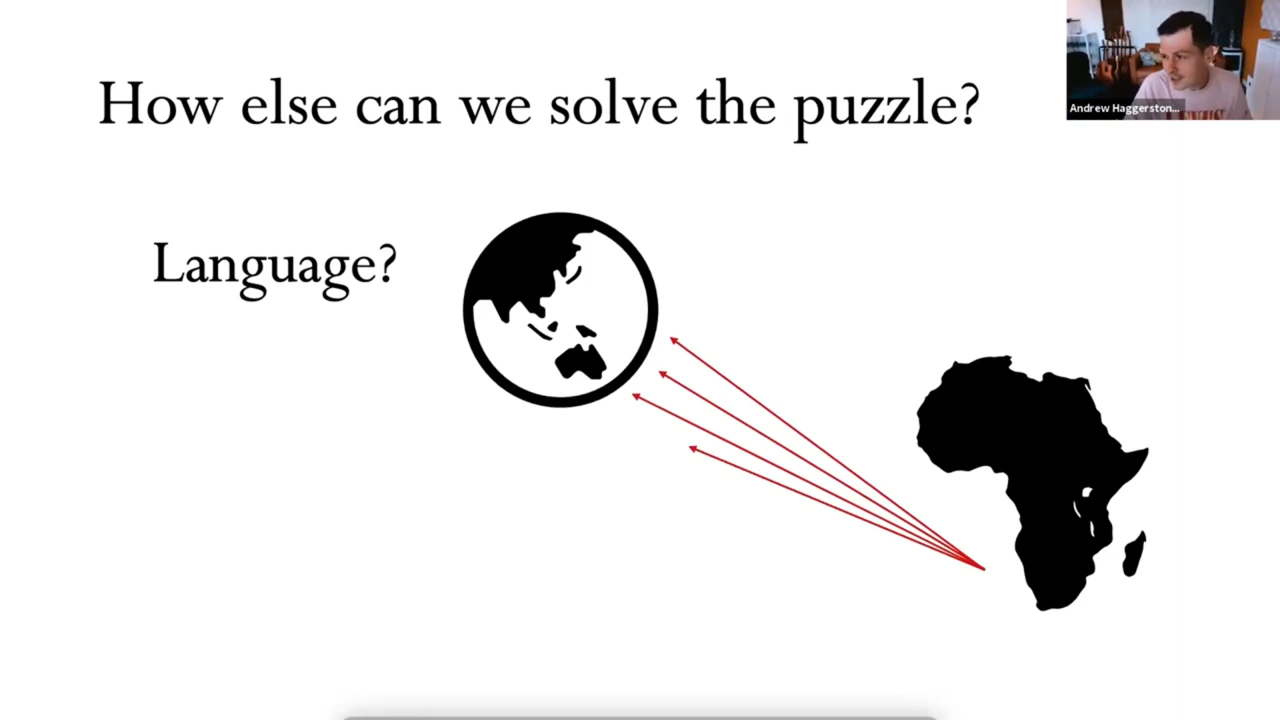 How else can we solve the puzzle?
Andrew Haggerston...
Language?